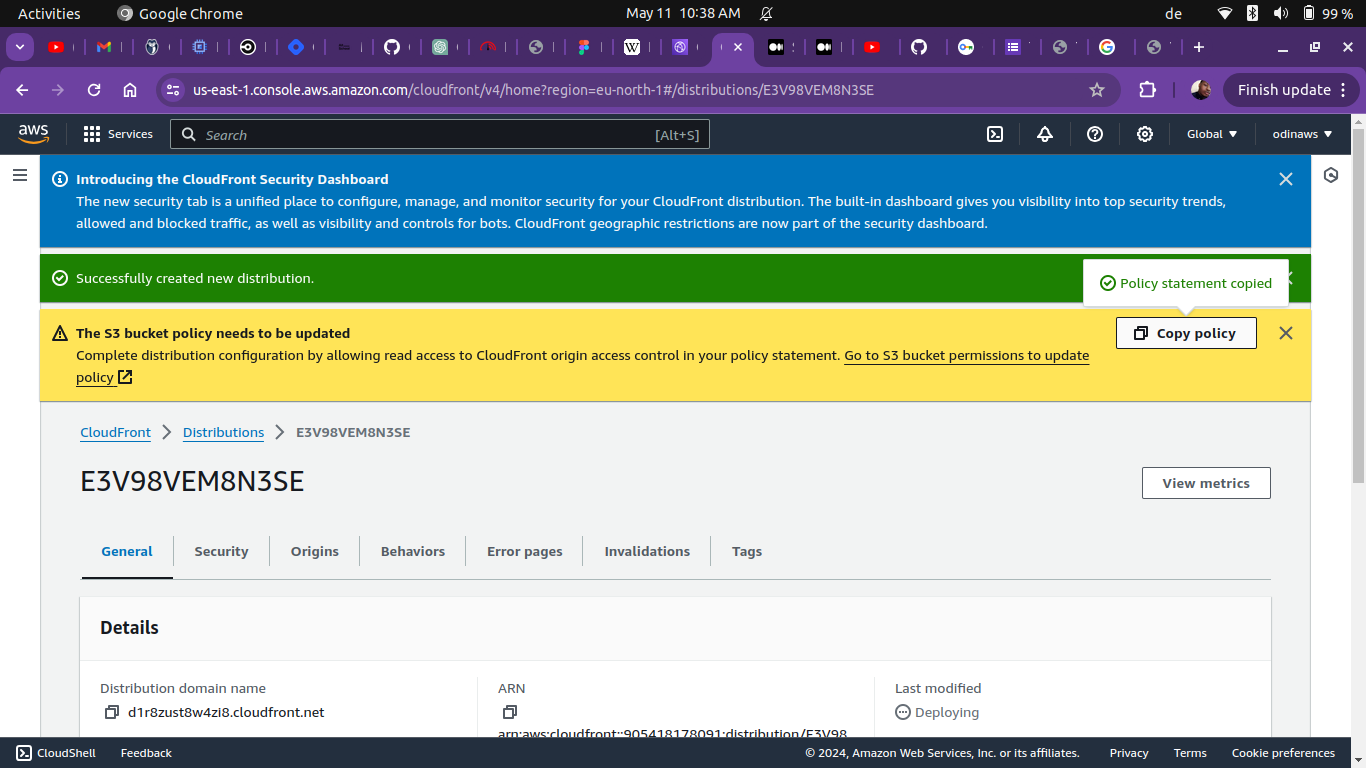 Activities
Google Chrome
May 11 10:38 AM
de
99 %
us-east-1.console.aws.amazon.com/cloudfront/v4/home?region=eu-north-1#/distributions/E3V98VEM8N3SE
Finish update
aws
Services
Search
[Alt+S]
Global
odinaws
Introducing the CloudFront Security Dashboard
The new security tab is a unified place to configure, manage, and monitor security for your CloudFront distribution. The built-in dashboard gives you visibility into top security trends,
allowed and blocked traffic, as well as visibility and controls for bots. CloudFront geographic restrictions are now part of the security dashboard.
Successfully created new distribution.
Policy statement copied
The S3 bucket policy needs to be updated
Complete distribution configuration by allowing read access to CloudFront origin access control in your policy statement. Go to S3 bucket permissions to update
policy
Copy policy
CloudFront
Distributions
E3V98VEM8N3SE
E3V98VEM8N3SE
View metrics
General
Security
Origins
Behaviors
Error pages
Invalidations
Tags
Details
Distribution domain name
d1r8zust8w4zi8.cloudfront.net
ARN
arn:aws:cloudfront::905418178091:distribution/E3V98
Last modified
Deploying
CloudShell
Feedback
© 2024, Amazon Web Services, Inc. or its affiliates.
Privacy
Terms
Cookie preferences